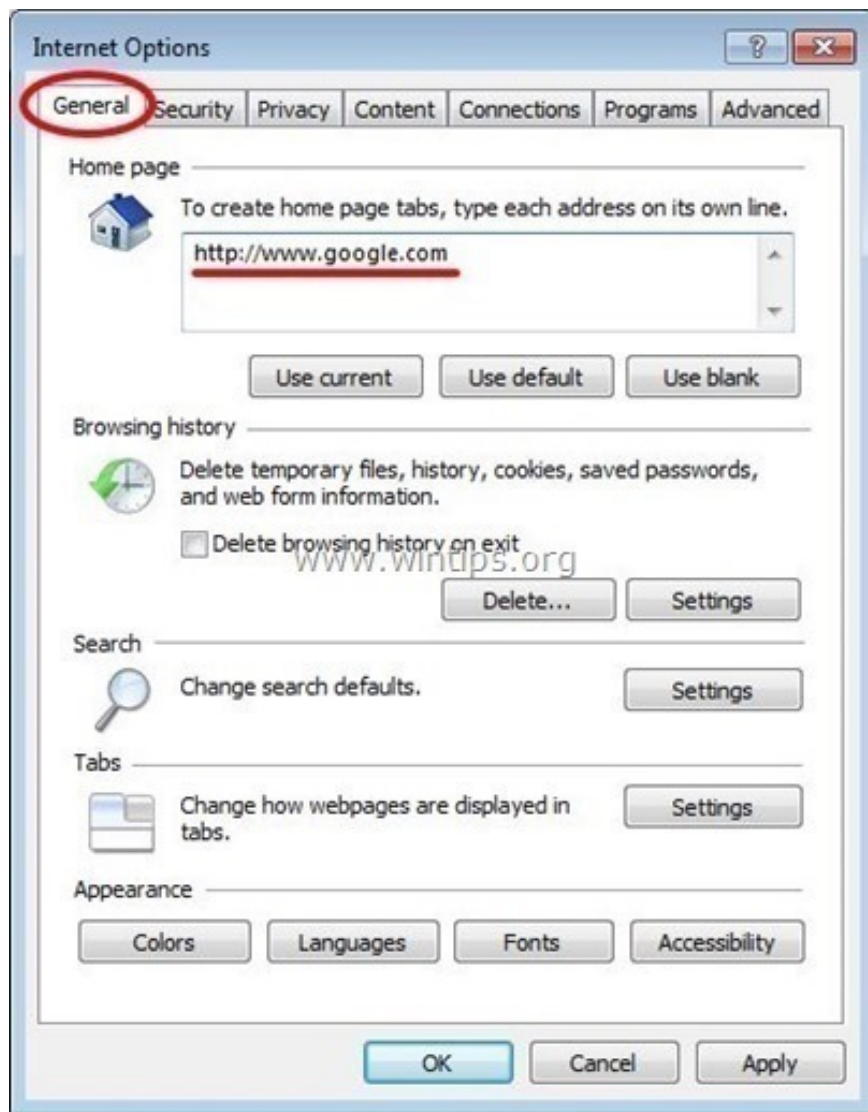 Internet Options
General Security Privacy Content Connections Programs Advanced
Home page
To create home page tabs, type each address on its own line.
http://www.google.com
Use current Use default Use blank
Browsing history
Delete temporary files, history, cookies, saved passwords,
and web form information.
Delete browsing history on exit
www.wintips.org
Delete... Settings
Search
Change search defaults. Settings
Tabs
Change how webpages are displayed in Settings
tabs.
Appearance
Colors Languages Fonts Accessibility
OK Cancel Apply